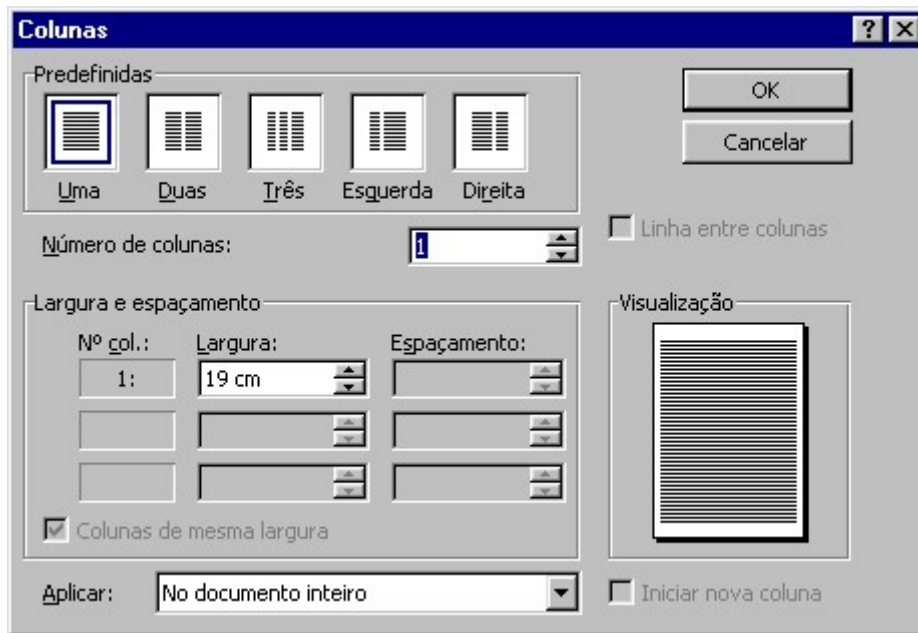 Colunas
Predefinidas
Uma Duas Três Esquerda Direita
OK
Cancelar
Número de colunas: 1
Linha entre colunas
Largura e espaçamento
Nº col.: Largura: Espaçamento:
1: 19 cm
Colunas de mesma largura
Visualização
Aplicar: No documento inteiro
Iniciar nova coluna